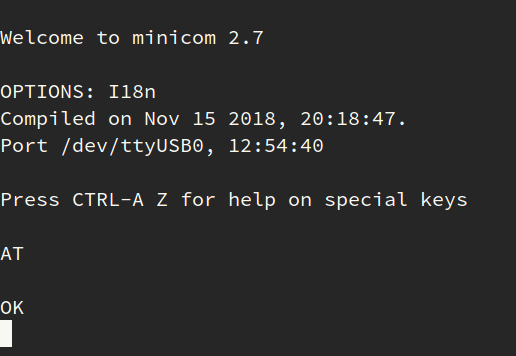 Welcome to minicom 2.7
OPTIONS: I18n
Compiled on Nov 15 2018, 20:18:47.
Port /dev/ttyUSB0, 12:54:40
Press CTRL-A Z for help on special keys
AT
OK